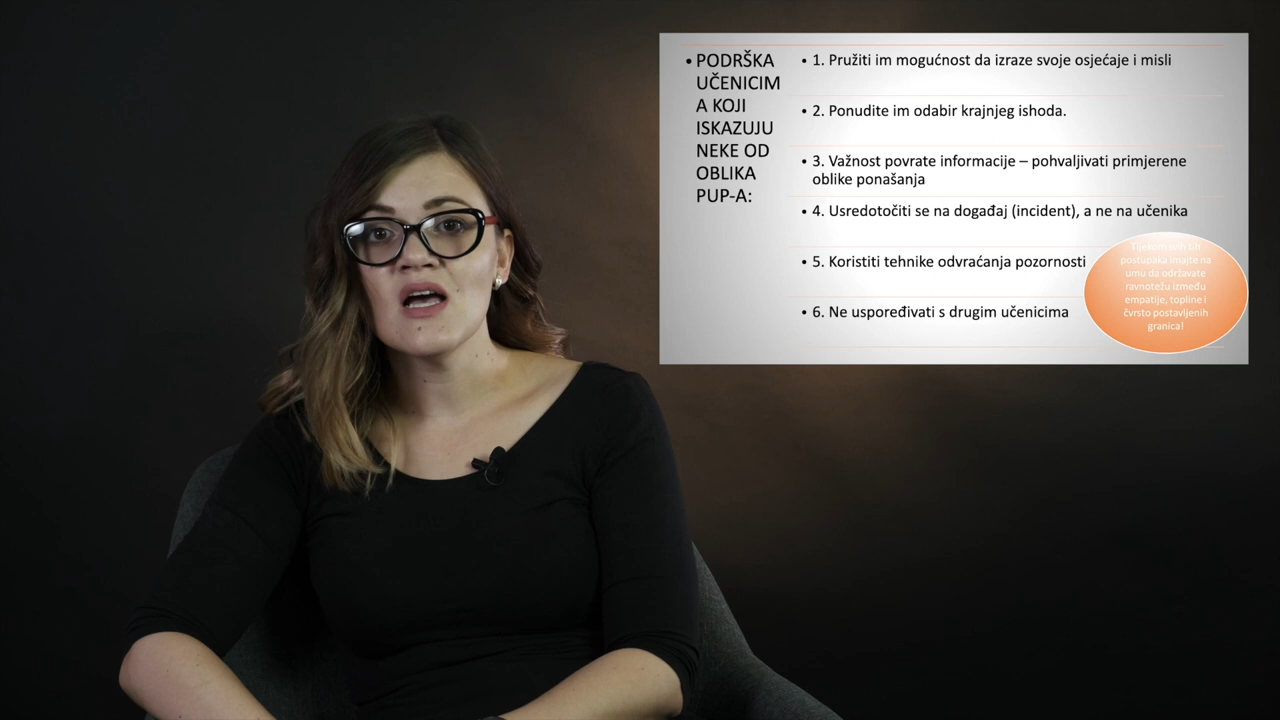 • PODRŠKA
UČENICIM
A KOJI
ISKAZUJU
NEKE OD
OBLIKA
PUP-A:
• 1. Pružiti im mogućnost da izraze svoje osjećaje i misli
• 2. Ponudite im odabir krajnjeg ishoda.
• 3. Važnost povrate informacije – pohvaljivati primjerene
oblike ponašanja
• 4. Usredotočiti se na događaj (incident), a ne na učenika
• 5. Koristiti tehnike odvraćanja pozornosti
• 6. Ne uspoređivati s drugim učenicima
Tijekom svih tih
postupaka imajte na
umu da održavate
ravnotežu između
empatije, topline i
čvrsto postavljenih
granica!